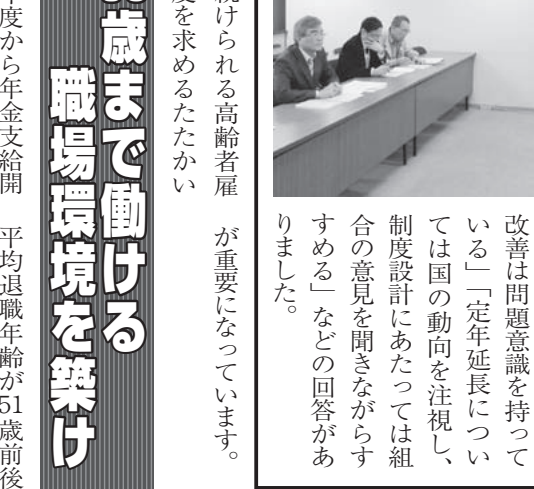 改善は問題意識を持って
いる」「定年延長につい
ては国の動向を注視し、
制度設計にあたっては組
合の意見を聞きながらす
すめる」などの回答があ
りました。
続けられる高齢者雇
度を求めるたたかい
が重要になっています。
歳まで働ける
職場環境を築け
年度から年金支給開
平均退職年齢が51歳前後